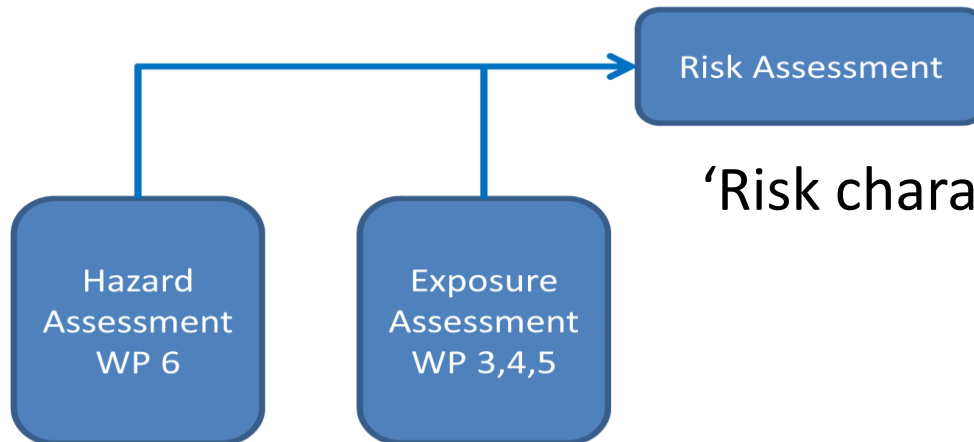 Risk Assessment
‘Risk chara
Hazard
Assessment
WP 6
Exposure
Assessment
WP 3,4,5